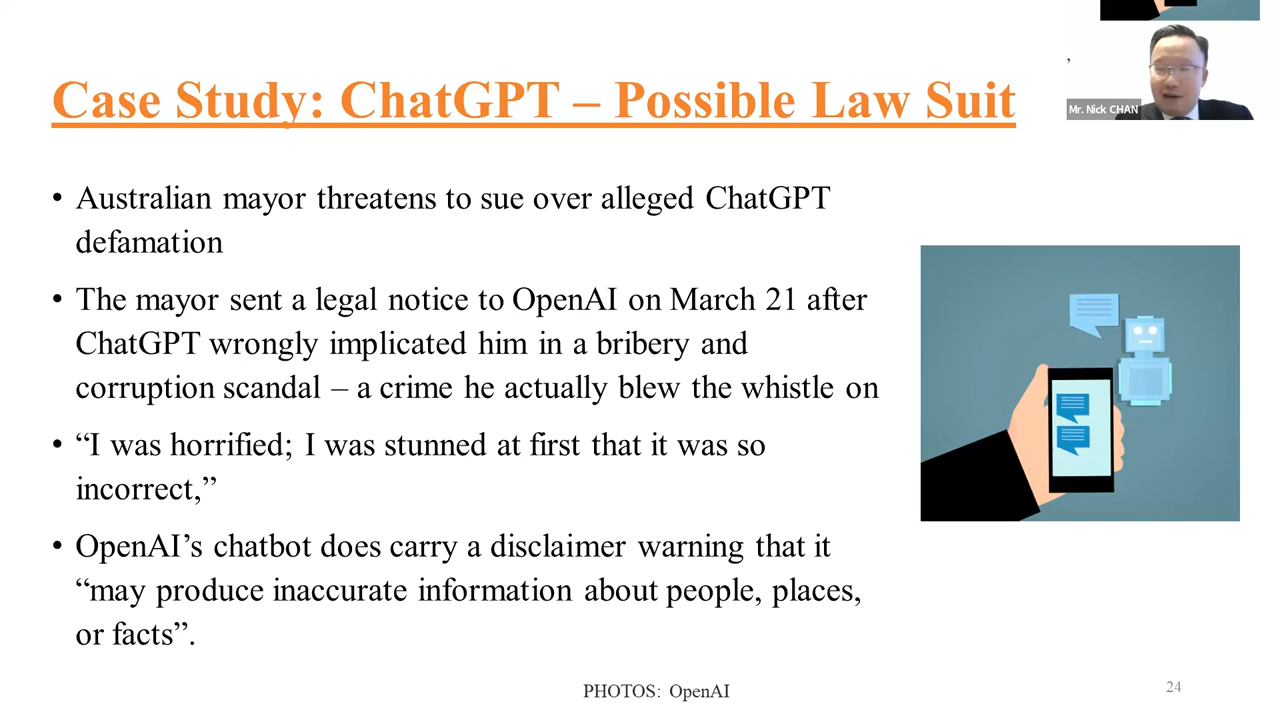 Case Study: ChatGPT – Possible Law Suit
Mr. Nick CHAN
• Australian mayor threatens to sue over alleged ChatGPT
defamation
• The mayor sent a legal notice to OpenAI on March 21 after
ChatGPT wrongly implicated him in a bribery and
corruption scandal – a crime he actually blew the whistle on
• “I was horrified; I was stunned at first that it was so
incorrect,”
• OpenAI’s chatbot does carry a disclaimer warning that it
“may produce inaccurate information about people, places,
or facts”.
PHOTOS: OpenAI
24